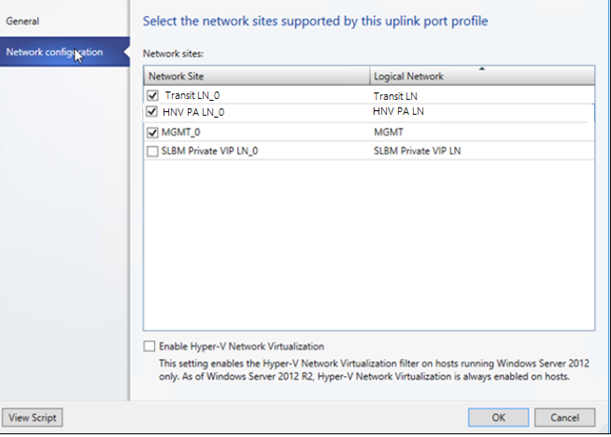 General
Network configuration
Select the network sites supported by this uplink port profile
Network sites:
Network Site Logical Network
Transit LN_0 Transit LN
HNV PA LN_0 HNV PA LN
MGMT_0 MGMT
SLBM Private VIP LN_0 SLBM Private VIP LN
Enable Hyper-V Network Virtualization
This setting enables the Hyper-V Network Virtualization filter on hosts running Windows Server 2012
only. As of Windows Server 2012 R2, Hyper-V Network Virtualization is always enabled on hosts.
View Script OK Cancel